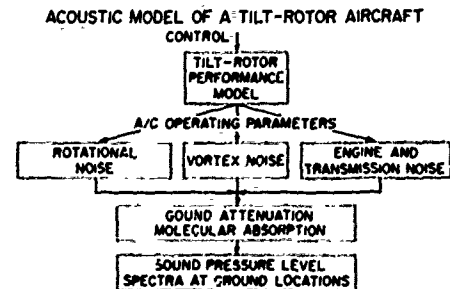 ACOUSTIC MODEL OF A TILT-ROTOR AIRCRAFT
CONTROL
TILT-ROTOR
PERFORMANCE
MODEL
A/C OPERATING PARAMETERS
ROTATIONAL
NOISE
VORTEX NOISE
ENGINE AND
TRANSMISSION NOISE
GOUND ATTENUATION
MOLECULAR ABSORPTION
SOUND PRESSURE LEVEL
SPECTRA AT GROUND LOCATIONS